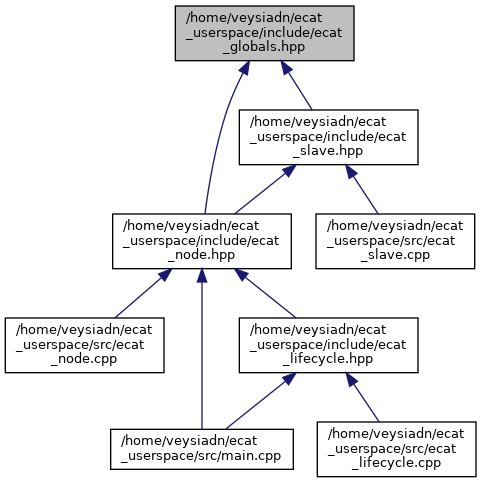 /home/veysiadn/ecat
_userspace/include/ecat
_globals.hpp
/home/veysiadn/ecat
_userspace/include/ecat
_slave.hpp
/home/veysiadn/ecat
_userspace/include/ecat
_node.hpp
/home/veysiadn/ecat
_userspace/src/ecat
_slave.cpp
/home/veysiadn/ecat
_userspace/src/ecat
_node.cpp
/home/veysiadn/ecat
_userspace/include/ecat
_lifecycle.hpp
/home/veysiadn/ecat
_userspace/src/main.cpp
/home/veysiadn/ecat
_userspace/src/ecat
_lifecycle.cpp